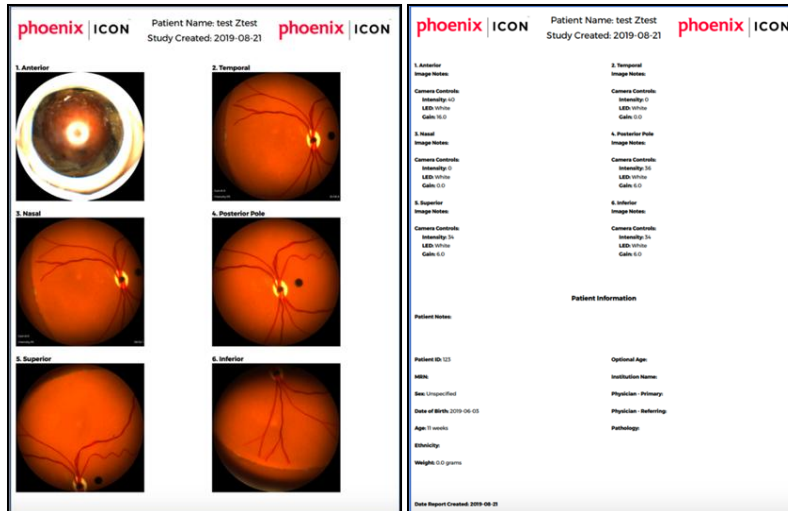 phoenix | ICON
Patient Name: test Ztest
Study Created: 2019-08-21
phoenix | ICON
1. Anterior
2. Temporal
3. Nasal
4. Posterior Pole
5. Superior
6. Inferior
phoenix | ICON
Patient Name: test Ztest
Study Created: 2019-08-21
phoenix | ICON
1. Anterior
Image Notes:
Camera Controls:
Intensity: 40
LED: White
Gain: 16.0
2. Temporal
Image Notes:
Camera Controls:
Intensity: 0
LED: White
Gain: 0.0
3. Nasal
Image Notes:
Camera Controls:
Intensity: 0
LED: White
Gain: 0.0
4. Posterior Pole
Image Notes:
Camera Controls:
Intensity: 36
LED: White
Gain: 6.0
5. Superior
Image Notes:
Camera Controls:
Intensity: 34
LED: White
Gain: 6.0
6. Inferior
Image Notes:
Camera Controls:
Intensity: 34
LED: White
Gain: 6.0
Patient Information
Patient Notes:
Patient ID: 123
Optional Age:
MRN:
Institution Name:
Sex: Unspecified
Physician - Primary:
Date of Birth: 2019-06-03
Physician - Referring:
Age: 11 weeks
Pathology:
Ethnicity:
Weight: 0.0 grams
Date Report Created: 2019-08-21